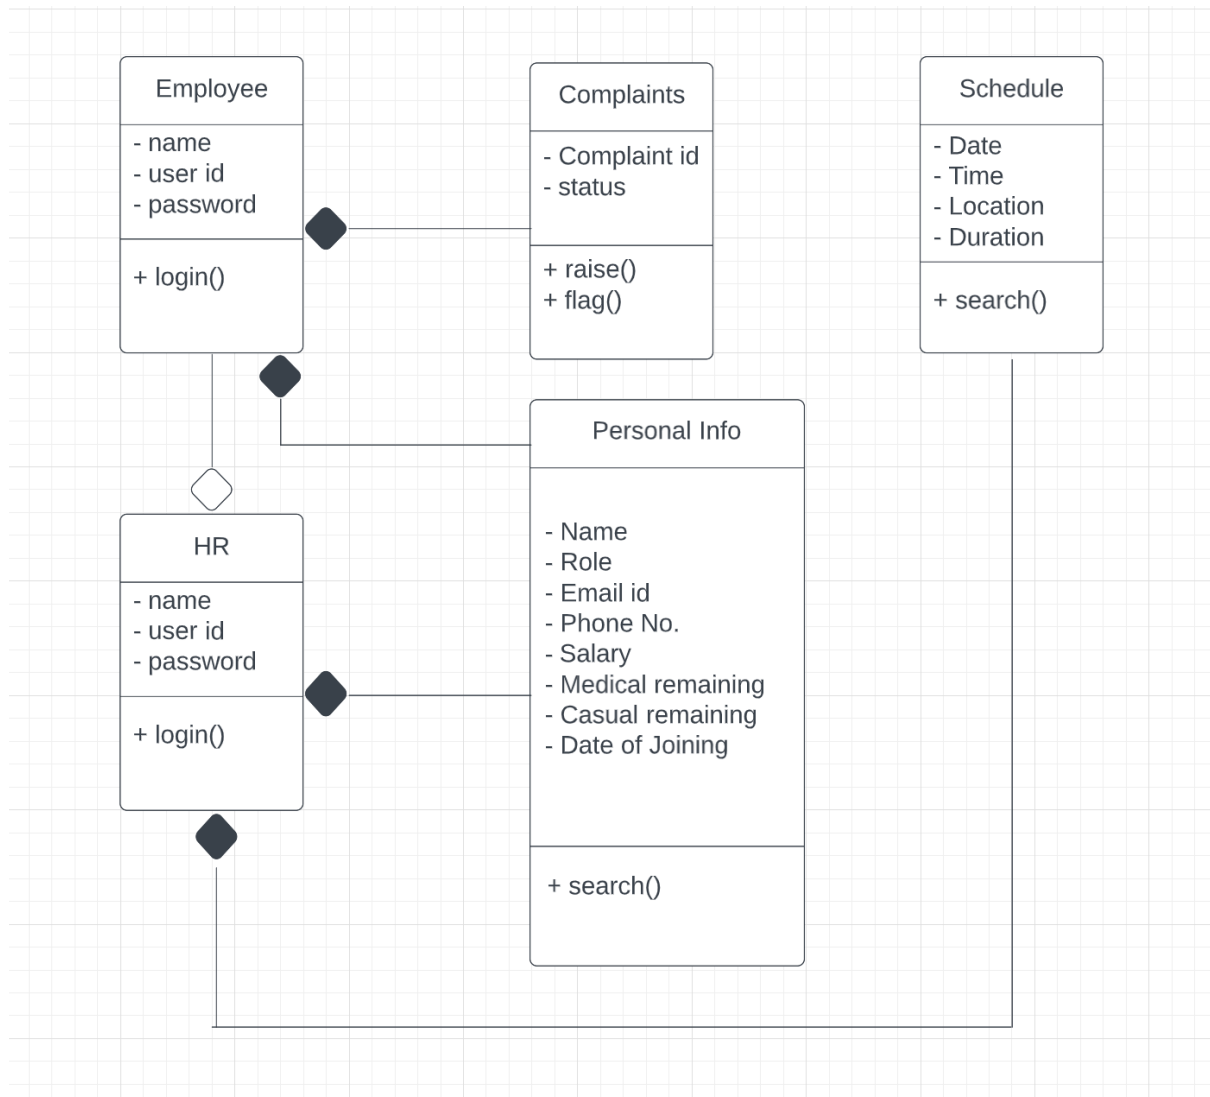 Employee
- name
- user id
- password
+ login()
Complaints
- Complaint id
- status
+ raise()
+ flag()
Schedule
- Date
- Time
- Location
- Duration
+ search()
Personal Info
- Name
- Role
- Email id
- Phone No.
- Salary
- Medical remaining
- Casual remaining
- Date of Joining
+ search()
HR
- name
- user id
- password
+ login()